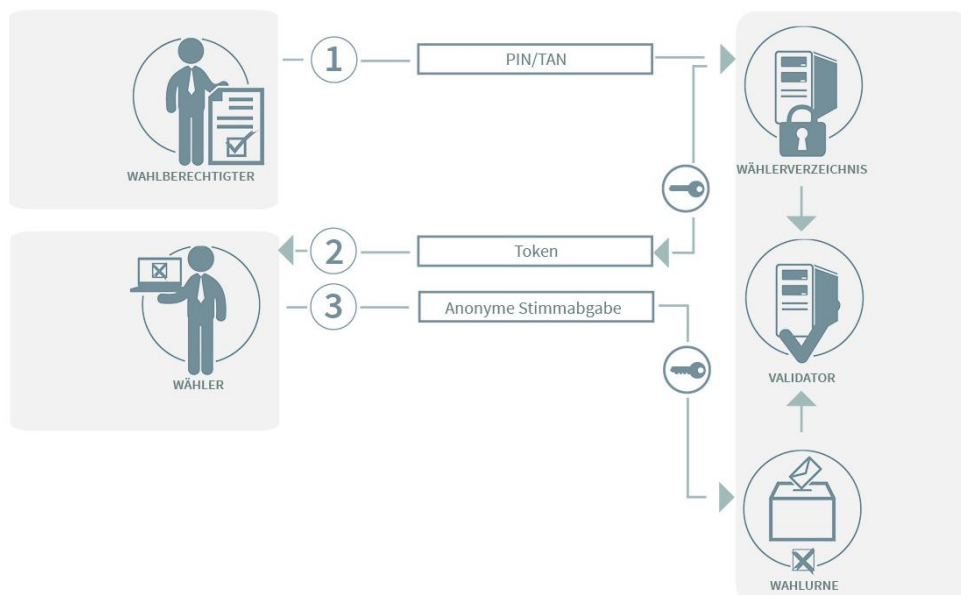 1
PIN/TAN
WAHLBERECHTIGTER
WÄHLERVERZEICHNIS
2
Token
3
Anonyme Stimmabgabe
WÄHLER
VALIDATOR
WAHLURNE